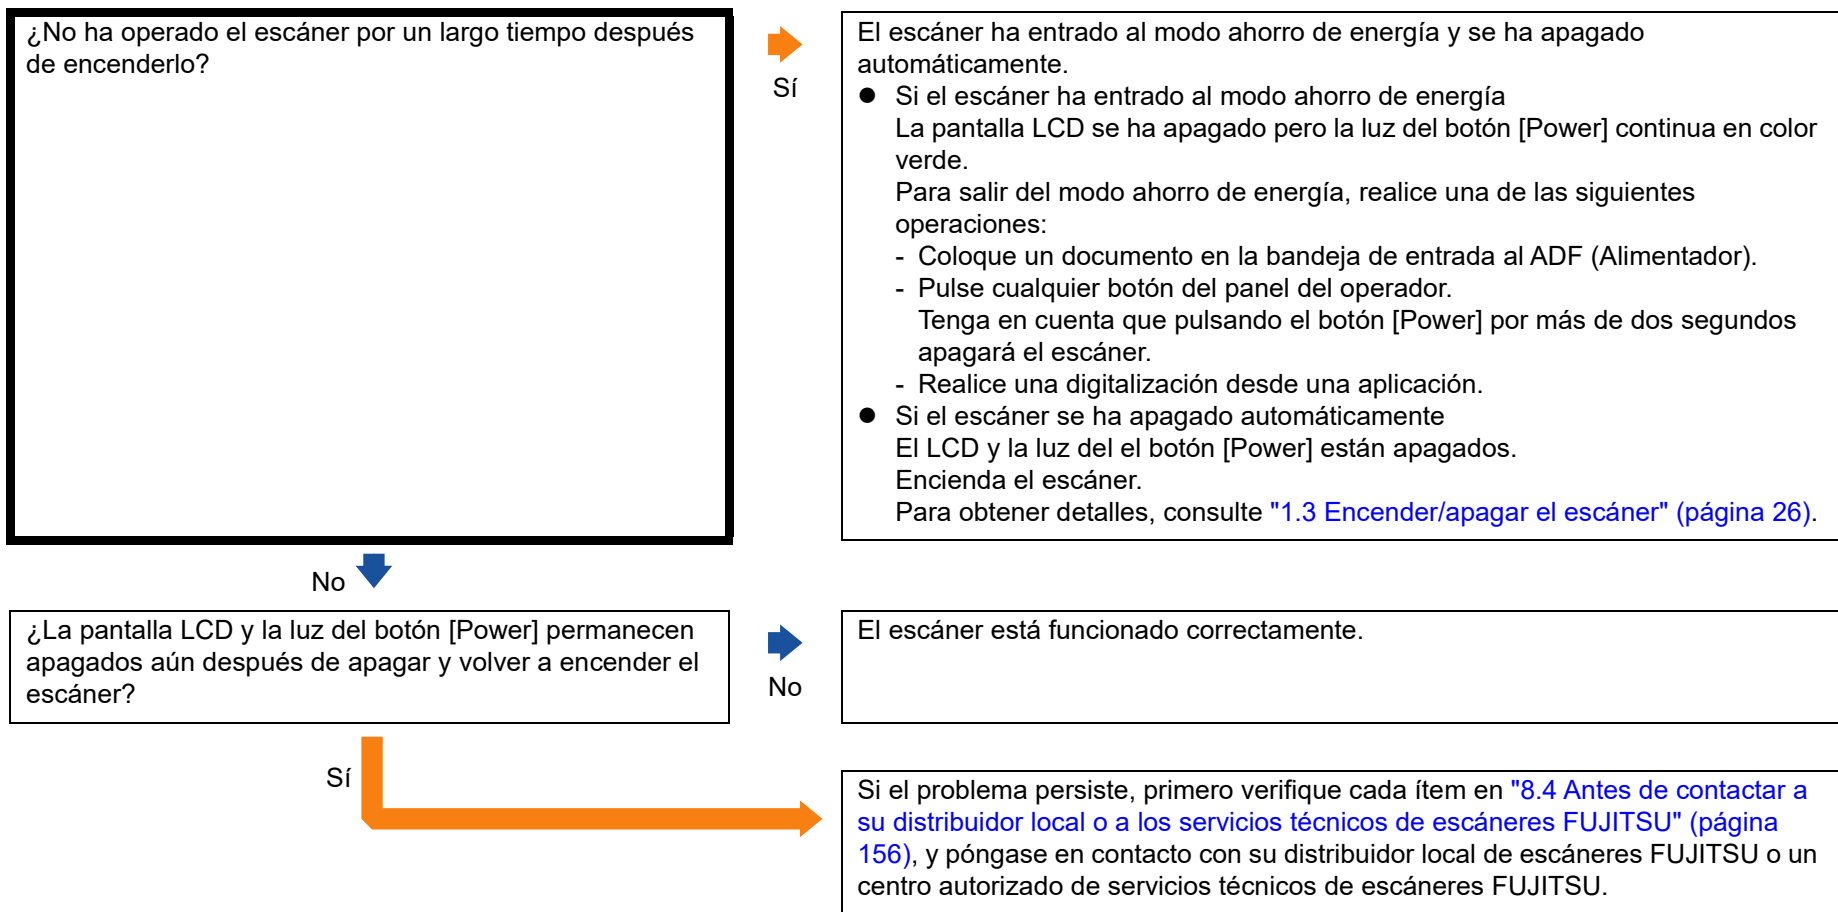 ¿No ha operado el escáner por un largo tiempo después
de encenderlo?
Sí
El escáner ha entrado al modo ahorro de energía y se ha apagado
automáticamente.
● Si el escáner ha entrado al modo ahorro de energía
La pantalla LCD se ha apagado pero la luz del botón [Power] continua en color
verde.
Para salir del modo ahorro de energía, realice una de las siguientes
operaciones:
- Coloque un documento en la bandeja de entrada al ADF (Alimentador).
- Pulse cualquier botón del panel del operador.
Tenga en cuenta que pulsando el botón [Power] por más de dos segundos
apagará el escáner.
- Realice una digitalización desde una aplicación.
● Si el escáner se ha apagado automáticamente
El LCD y la luz del el botón [Power] están apagados.
Encienda el escáner.
Para obtener detalles, consulte "1.3 Encender/apagar el escáner" (página 26).
No
¿La pantalla LCD y la luz del botón [Power] permanecen
apagados aún después de apagar y volver a encender el
escáner?
No
El escáner está funcionado correctamente.
Sí
Si el problema persiste, primero verifique cada ítem en "8.4 Antes de contactar a
su distribuidor local o a los servicios técnicos de escáneres FUJITSU" (página
156), y póngase en contacto con su distribuidor local de escáneres FUJITSU o un
centro autorizado de servicios técnicos de escáneres FUJITSU.